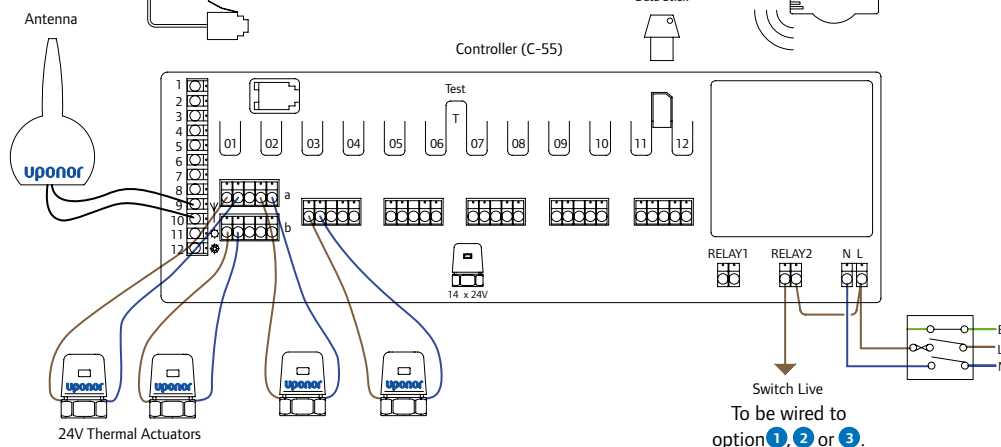 Data Stick
Antenna
Controller (C-55)
Test
T
1
2
3
4
5
6
7
8
9
10
11
12
01 02 03 04 05 06 07 08 09 10 11 12
uponor
a
b
RELAY1 RELAY2 N L
14 x 24V
E
L
N
uponor uponor uponor uponor
24V Thermal Actuators
Switch Live
To be wired to
option 1, 2 or 3.